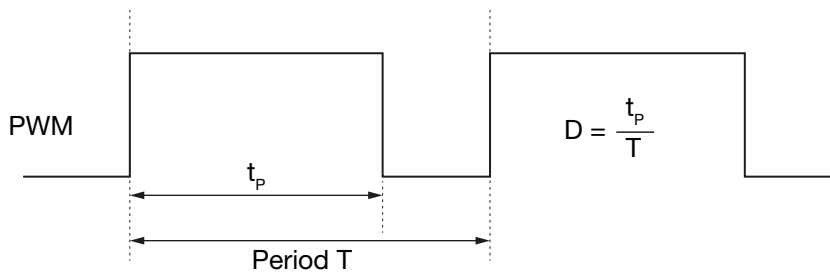 PWM
D = t_P / T
t_P
Period T